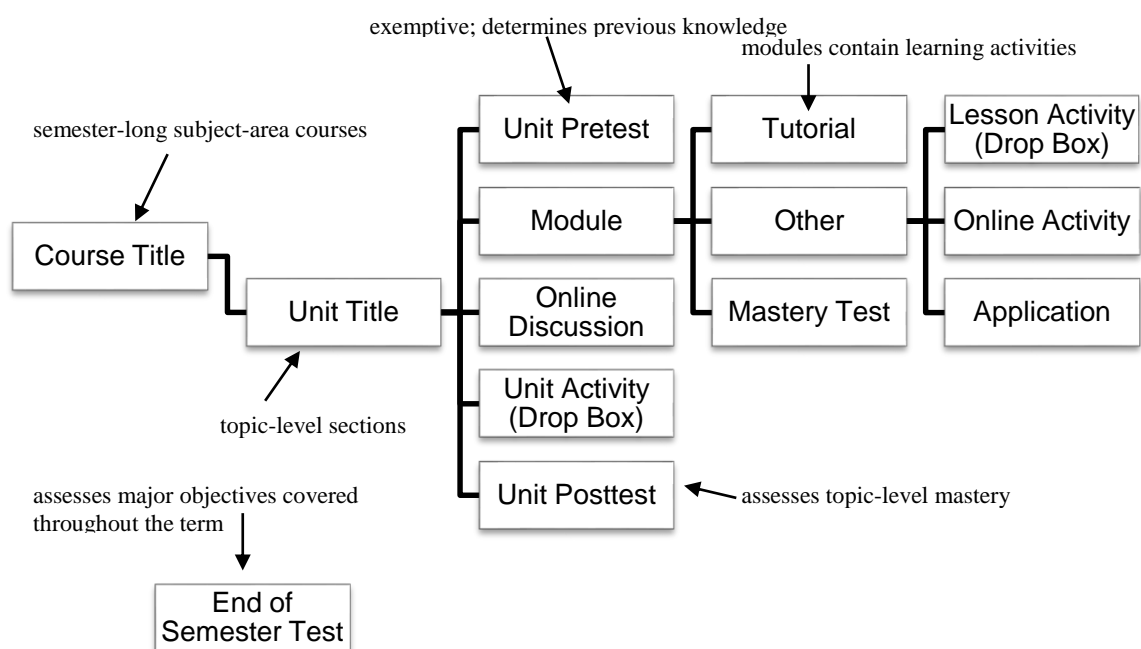 exemptive; determines previous knowledge
modules contain learning activities
semester-long subject-area courses
Unit Pretest
Tutorial
Lesson Activity
(Drop Box)
Course Title
Module
Other
Online Activity
Unit Title
Online
Discussion
Mastery Test
Application
topic-level sections
Unit Activity
(Drop Box)
assesses major objectives covered
throughout the term
Unit Posttest
assesses topic-level mastery
End of
Semester Test